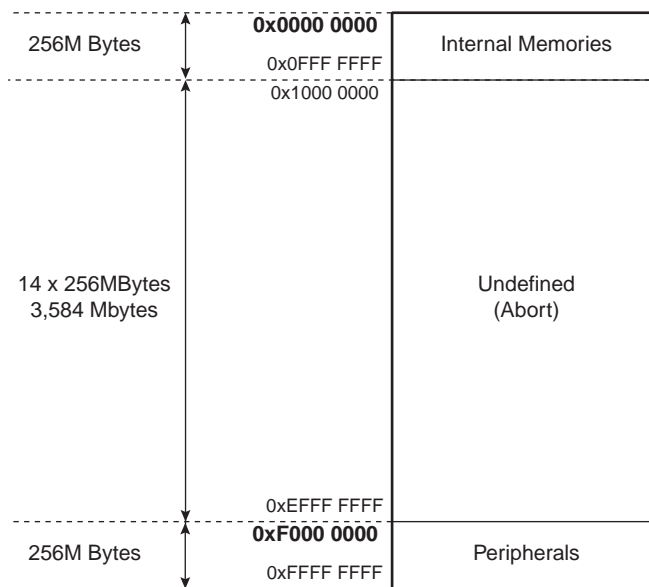 256M Bytes
0x0000 0000
Internal Memories
0x0FFF FFFF
0x1000 0000
14 x 256MBytes
3,584 Mbytes
Undefined
(Abort)
0xEFFF FFFF
0xF000 0000
256M Bytes
Peripherals
0xFFFF FFFF